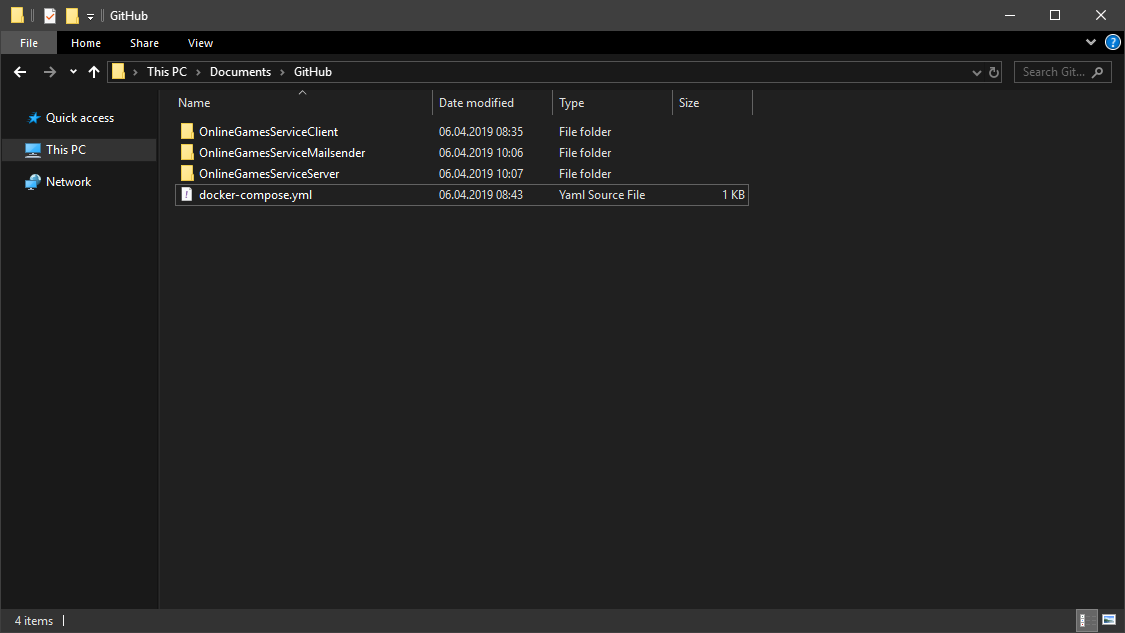 GitHub
File Home Share View
This PC Documents GitHub
Search Git...
Name Date modified Type Size
Quick access
This PC
Network
OnlineGamesServiceClient 06.04.2019 08:35 File folder
OnlineGamesServiceMailsender 06.04.2019 10:06 File folder
OnlineGamesServiceServer 06.04.2019 10:07 File folder
docker-compose.yml 06.04.2019 08:43 Yaml Source File 1 KB
4 items